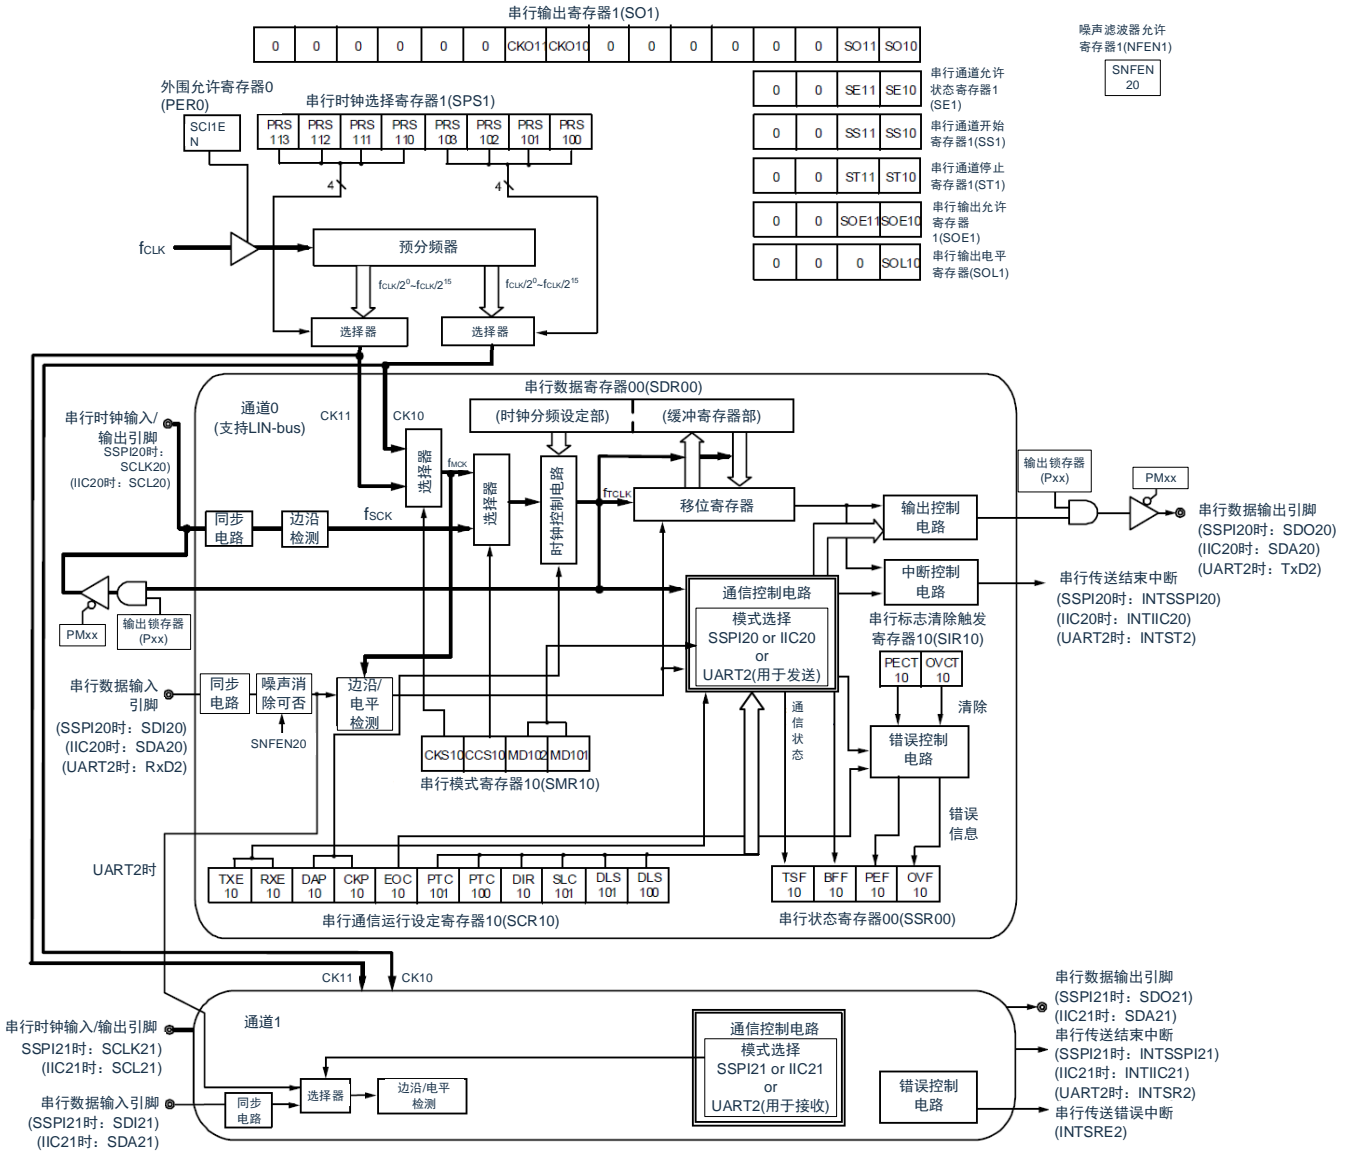 串行输出寄存器1(SO1)
0 0 0 0 0 0 CKO11 CKO10 0 0 0 0 0 0 SO11 SO10
噪声滤波器允许
寄存器1(NFEN1)
SNFEN
20
外围允许寄存器0
(PER0)
SCI1E
N
串行时钟选择寄存器1(SPS1)
PRS PRS PRS PRS PRS PRS PRS PRS
113 112 111 110 103 102 101 100
4 4
0 0 SE11 SE10
串行通道允许
状态寄存器1
(SE1)
0 0 SS11 SS10
串行通道开始
寄存器1(SS1)
0 0 ST11 ST10
串行通道停止
寄存器1(ST1)
0 0 SOE11 SOE10
串行输出允许
寄存器
1(SOE1)
0 0 0 SOL10
串行输出电平
寄存器(SOL1)
fCLK
预分频器
fCLK/2⁰~fCLK/2¹⁵ fCLK/2⁰~fCLK/2¹⁵
选择器 选择器
通道0
(支持LIN-bus)
CK11 CK10
串行数据寄存器00(SDR00)
(时钟分频设定部) (缓冲寄存器部)
串行时钟输入/
输出引脚
SSPI20时：
SCLK20)
(IIC20时：SCL20)
选择器
fMCK
选择器
时钟控制电路
fTCLK
移位寄存器
fSCK
同步
电路
边沿
检测
输出控制
电路
输出锁存器
(Pxx)
PMxx
串行数据输出引脚
(SSPI20时：SDO20)
(IIC20时：SDA20)
(UART2时：TxD2)
中断控制
电路
串行传送结束中断
(SSPI20时：INTSSPI20)
(IIC20时：INTIIC20)
(UART2时：INTST2)
PMxx
输出锁存器
(Pxx)
通信控制电路
模式选择
SSPI20 or IIC20
or
UART2(用于发送)
串行标志清除触发
寄存器10(SIR10)
PECT OVCT
10 10
清除
串行数据输入
引脚
(SSPI20时：SDI20)
(IIC20时：SDA20)
(UART2时：RxD2)
同步
电路
噪声消
除可否
SNFEN20
边沿/
电平
检测
CKS10 CCS10 MD102 MD101
串行模式寄存器10(SMR10)
通
信
状
态
错误控制
电路
错误
信息
UART2时
TXE RXE DAP CKP EOC PTC PTC DIR SLC DLS DLS
10 10 10 10 10 101 100 10 101 101 100
串行通信运行设定寄存器10(SCR10)
TSF BFF PEF OVF
10 10 10 10
串行状态寄存器00(SSR00)
CK11 CK10
通道1
串行时钟输入/输出引脚
SSPI21时：SCLK21)
(IIC21时：SCL21)
串行数据输入引脚
(SSPI21时：SDI21)
(IIC21时：SDA21)
同步
电路
选择器
边沿/电平
检测
通信控制电路
模式选择
SSPI21 or IIC21
or
UART2(用于接收)
错误控制
电路
串行数据输出引脚
(SSPI21时：SDO21)
(IIC21时：SDA21)
串行传送结束中断
(SSPI21时：INTSSPI21)
(IIC21时：INTIIC21)
(UART2时：INTSR2)
串行传送错误中断
(INTSRE2)